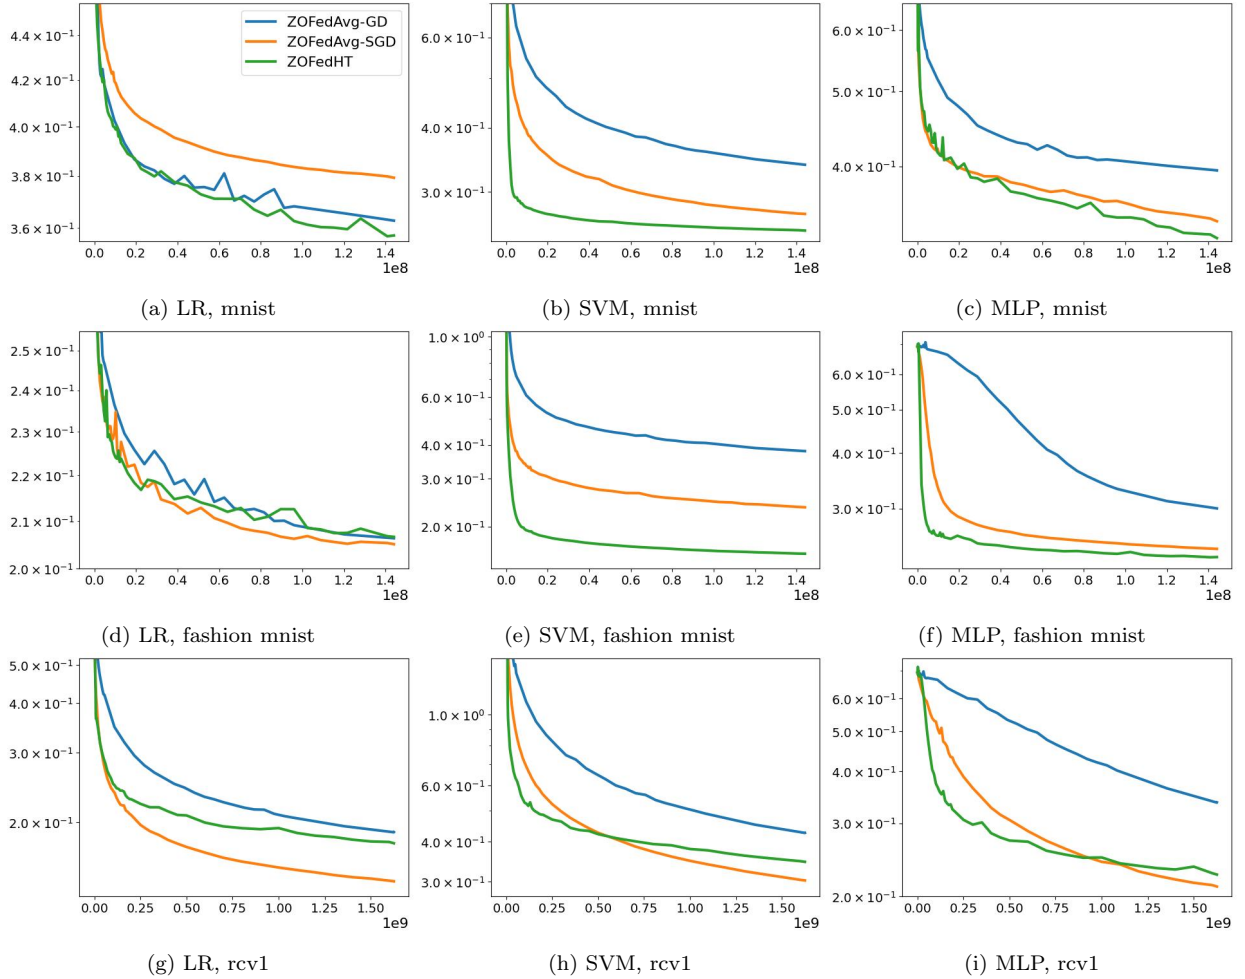 4.4 × 10⁻¹
4.2 × 10⁻¹
4.0 × 10⁻¹
3.8 × 10⁻¹
3.6 × 10⁻¹
ZOFedAvg-GD
ZOFedAvg-SGD
ZOFedHT
0.0 0.2 0.4 0.6 0.8 1.0 1.2 1.4
1e8
(a) LR, mnist
6.0 × 10⁻¹
4.0 × 10⁻¹
3.0 × 10⁻¹
0.0 0.2 0.4 0.6 0.8 1.0 1.2 1.4
1e8
(b) SVM, mnist
6.0 × 10⁻¹
5.0 × 10⁻¹
4.0 × 10⁻¹
0.0 0.2 0.4 0.6 0.8 1.0 1.2 1.4
1e8
(c) MLP, mnist
2.5 × 10⁻¹
2.4 × 10⁻¹
2.3 × 10⁻¹
2.2 × 10⁻¹
2.1 × 10⁻¹
2.0 × 10⁻¹
0.0 0.2 0.4 0.6 0.8 1.0 1.2 1.4
1e8
(d) LR, fashion mnist
1.0 × 10⁰
6.0 × 10⁻¹
4.0 × 10⁻¹
3.0 × 10⁻¹
2.0 × 10⁻¹
0.0 0.2 0.4 0.6 0.8 1.0 1.2 1.4
1e8
(e) SVM, fashion mnist
6.0 × 10⁻¹
5.0 × 10⁻¹
4.0 × 10⁻¹
3.0 × 10⁻¹
0.0 0.2 0.4 0.6 0.8 1.0 1.2 1.4
1e8
(f) MLP, fashion mnist
5.0 × 10⁻¹
4.0 × 10⁻¹
3.0 × 10⁻¹
2.0 × 10⁻¹
0.00 0.25 0.50 0.75 1.00 1.25 1.50
1e9
(g) LR, rcv1
1.0 × 10⁰
6.0 × 10⁻¹
4.0 × 10⁻¹
3.0 × 10⁻¹
0.00 0.25 0.50 0.75 1.00 1.25 1.50
1e9
(h) SVM, rcv1
6.0 × 10⁻¹
5.0 × 10⁻¹
4.0 × 10⁻¹
3.0 × 10⁻¹
2.0 × 10⁻¹
0.00 0.25 0.50 0.75 1.00 1.25 1.50
1e9
(i) MLP, rcv1